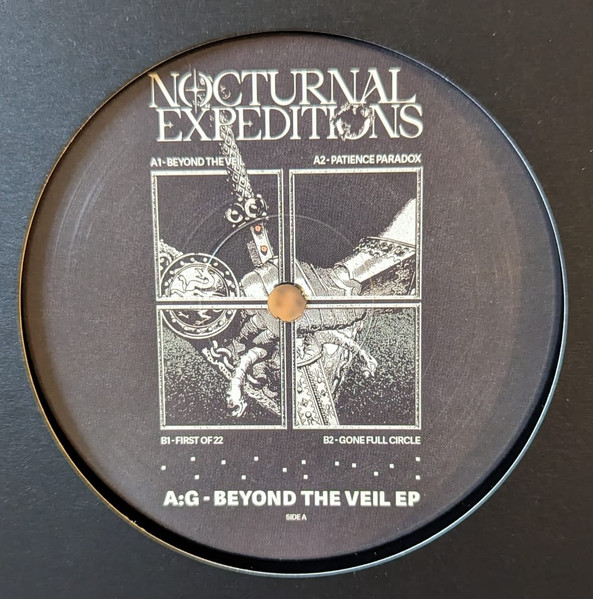 NOCTURNAL
EXPEDITIONS
A1 - BEYOND THE VE
A2 - PATIENCE PARADOX
B1 - FIRST OF 22
B2 - GONE FULL CIRCLE
A:G - BEYOND THE VEIL EP
SIDE A